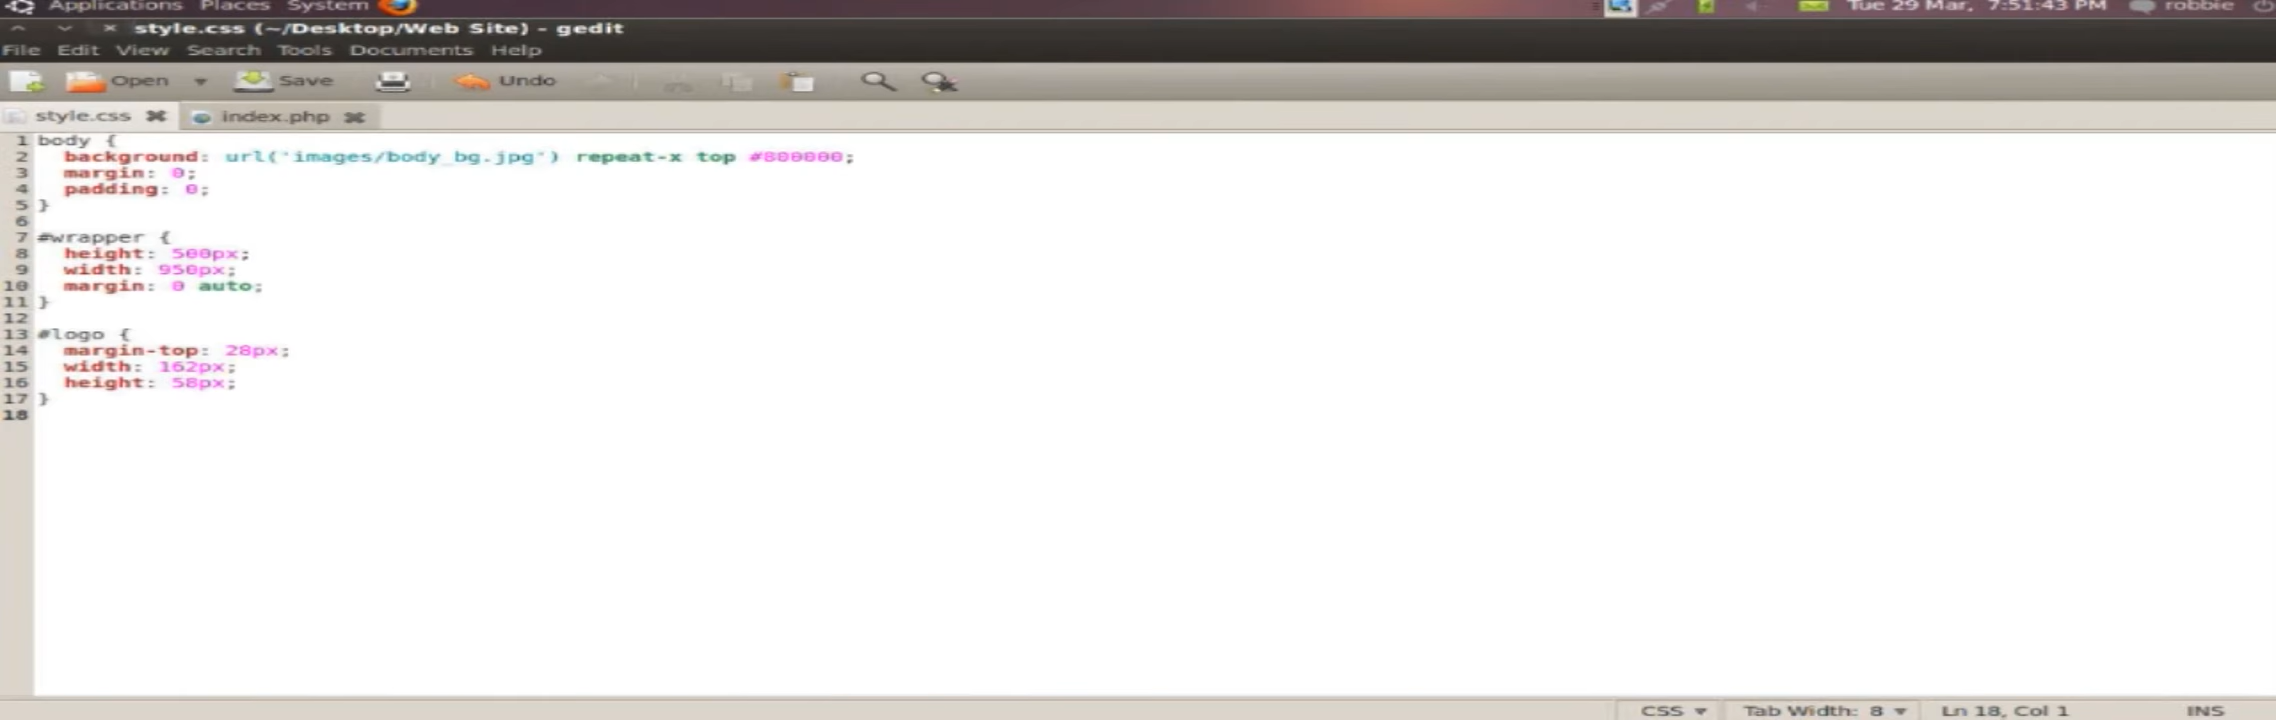 Applications Places System Tue 29 Mar, 7:51:43 PM robbie
style.css (~/Desktop/Web Site) - gedit
File Edit View Search Tools Documents Help
Open Save Undo
style.css index.php
1 body {
2 background: url('images/body_bg.jpg') repeat-x top #800000;
3 margin: 0;
4 padding: 0;
5 }
6
7 #wrapper {
8 height: 500px;
9 width: 950px;
10 margin: 0 auto;
11 }
12
13 #logo {
14 margin-top: 28px;
15 width: 162px;
16 height: 58px;
17 }
18
CSS Tab Width: 8 Ln 18, Col 1 INS